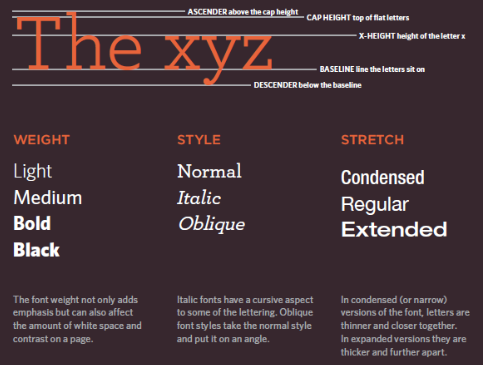 The xyz
ASCENDER above the cap height
CAP HEIGHT top of flat letters
X-HEIGHT height of the letter x
BASELINE line the letters sit on
DESCENDER below the baseline
WEIGHT
Light
Medium
Bold
Black
The font weight not only adds
emphasis but can also affect
the amount of white space and
contrast on a page.
STYLE
Normal
Italic
Oblique
Italic fonts have a cursive aspect
to some of the lettering. Oblique
font styles take the normal style
and put it on an angle.
STRETCH
Condensed
Regular
Extended
In condensed (or narrow)
versions of the font, letters are
thinner and closer together.
In expanded versions they are
thicker and further apart.